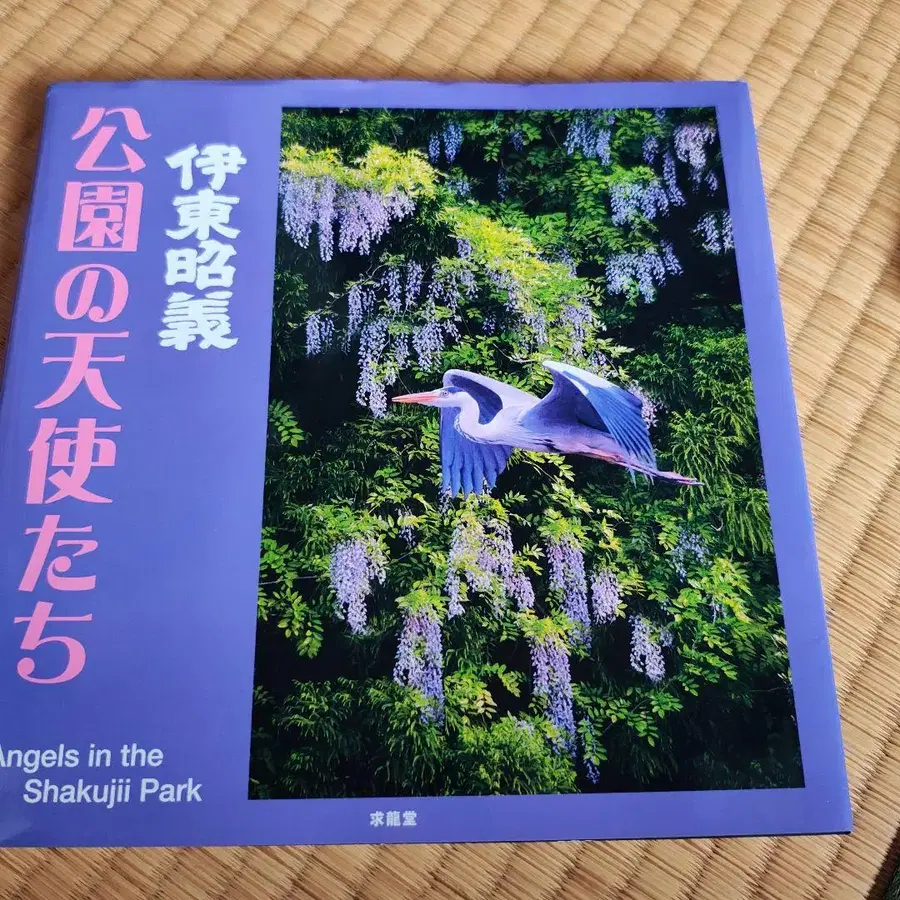 公園の天使たち
伊東昭義
Angels in the
Shakujii Park
求龍堂